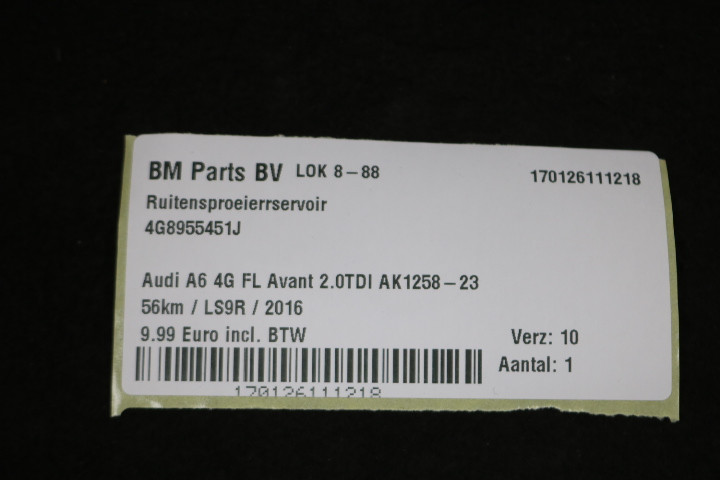 BM Parts BV LOK 8-88 170126111218
Ruitensproeierrservoir
4G8955451J
Audi A6 4G FL Avant 2.0TDI AK1258-23
56km / LS9R / 2016
9.99 Euro incl. BTW Verz: 10
Aantal: 1
170126111218